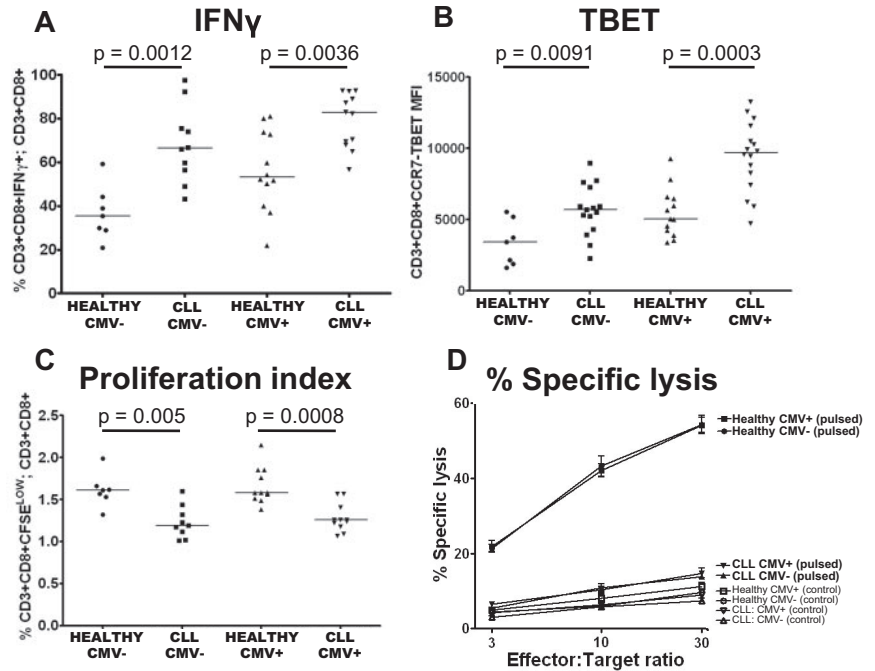 A
IFNγ
p = 0.0012
p = 0.0036
% CD3+CD8+IFNγ+; CD3+CD8+
100
80
60
40
20
0
HEALTHY CMV-
CLL CMV-
HEALTHY CMV+
CLL CMV+
B
TBET
p = 0.0091
p = 0.0003
CD3+CD8+CCR7-TBET MFI
15000
10000
5000
0
HEALTHY CMV-
CLL CMV-
HEALTHY CMV+
CLL CMV+
C
Proliferation index
p = 0.005
p = 0.0008
% CD3+CD8+CFSELOW; CD3+CD8+
2.5
2.0
1.5
1.0
0.5
0.0
HEALTHY CMV-
CLL CMV-
HEALTHY CMV+
CLL CMV+
D
% Specific lysis
% Specific lysis
60
40
20
0
3
10
30
Effector:Target ratio
Healthy CMV+ (pulsed)
Healthy CMV- (pulsed)
CLL CMV+ (pulsed)
CLL CMV- (pulsed)
Healthy CMV+ (control)
Healthy CMV- (control)
CLL: CMV+ (control)
CLL: CMV- (control)